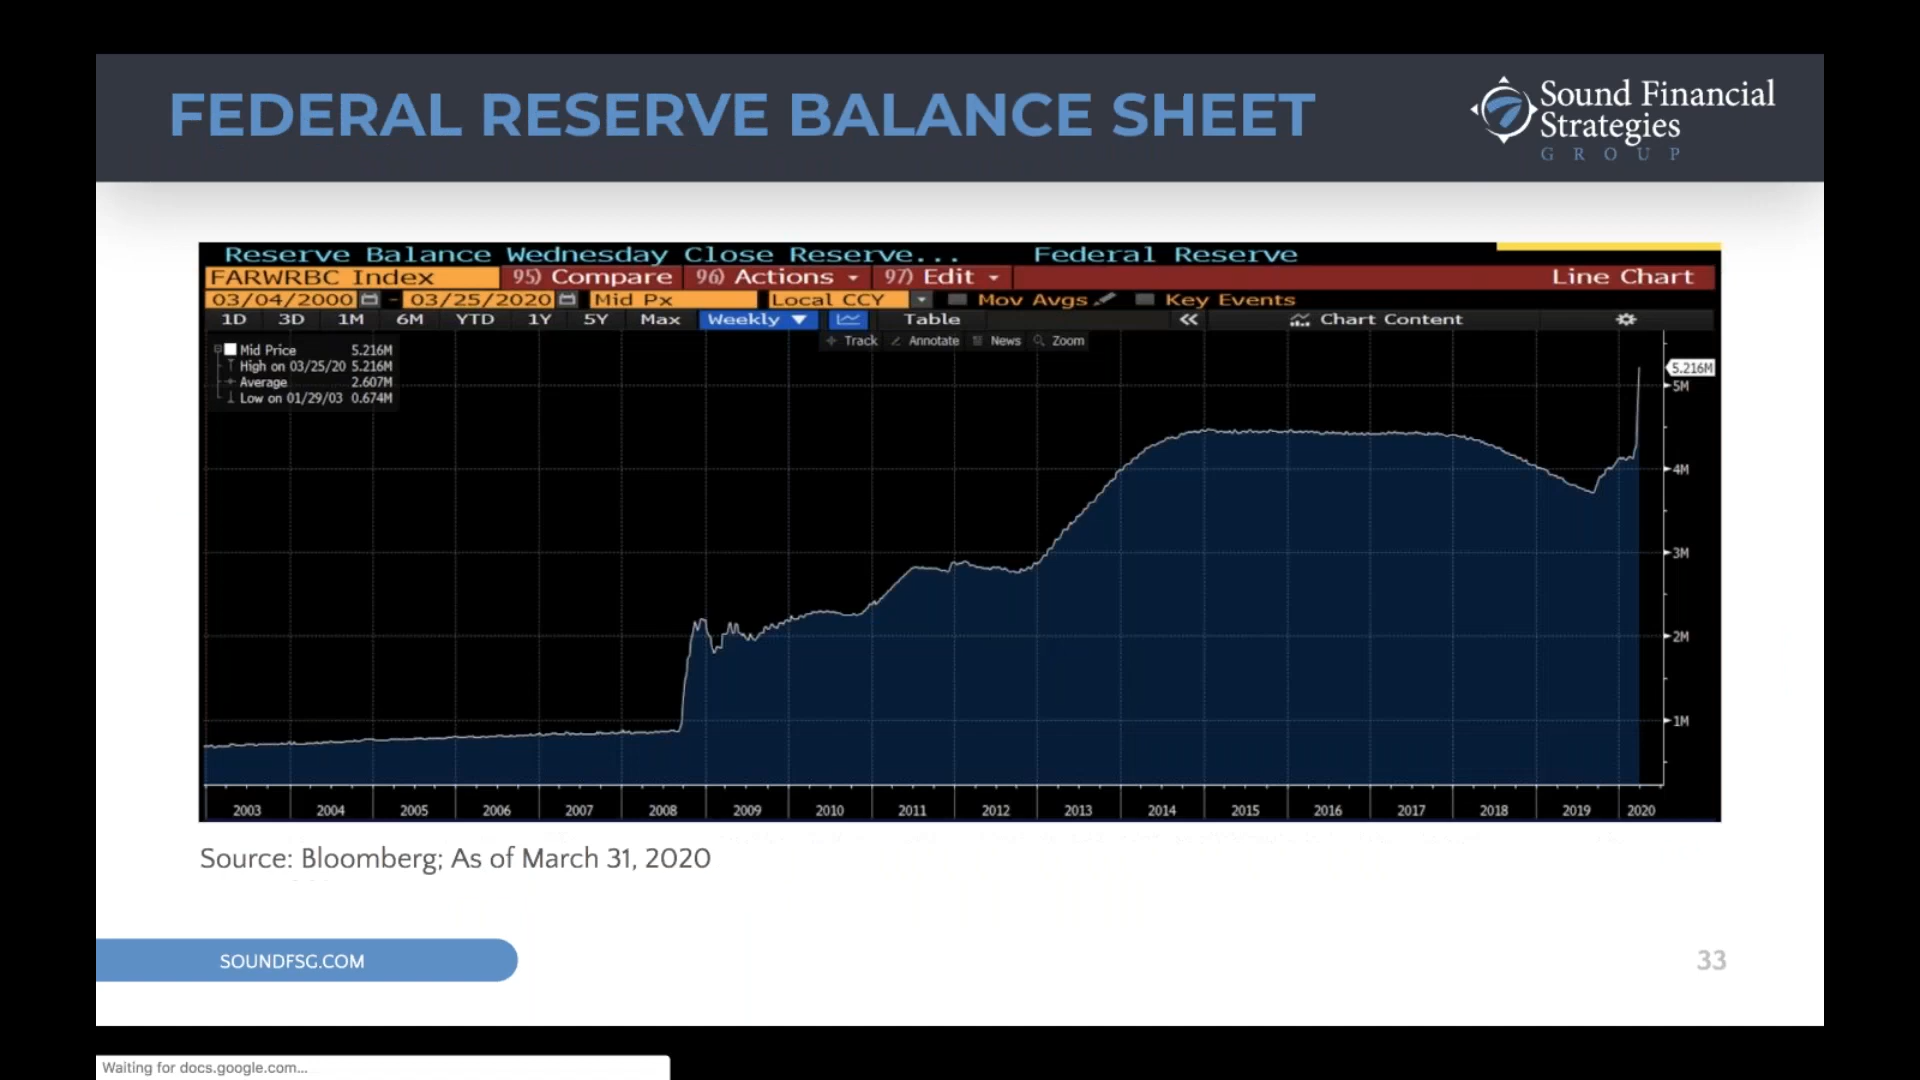 FEDERAL RESERVE BALANCE SHEET
Sound Financial
Strategies
GROUP
Reserve Balance Wednesday Close Reserve... Federal Reserve
FARWRBC Index 95) Compare 96) Actions 97) Edit Line Chart
03/04/2000 - 03/25/2020 Mid Px Local CCY Mov Avgs Key Events
1D 3D 1M 6M YTD 1Y 5Y Max Weekly Table Chart Content
Track Annotate News Zoom
Mid Price 5.216M
High on 03/25/20 5.216M
Average 2.607M
Low on 01/29/03 0.674M
5.216M
5M
4M
3M
2M
1M
2003 2004 2005 2006 2007 2008 2009 2010 2011 2012 2013 2014 2015 2016 2017 2018 2019 2020
Source: Bloomberg; As of March 31, 2020
SOUNDFSG.COM
33
Waiting for docs.google.com...